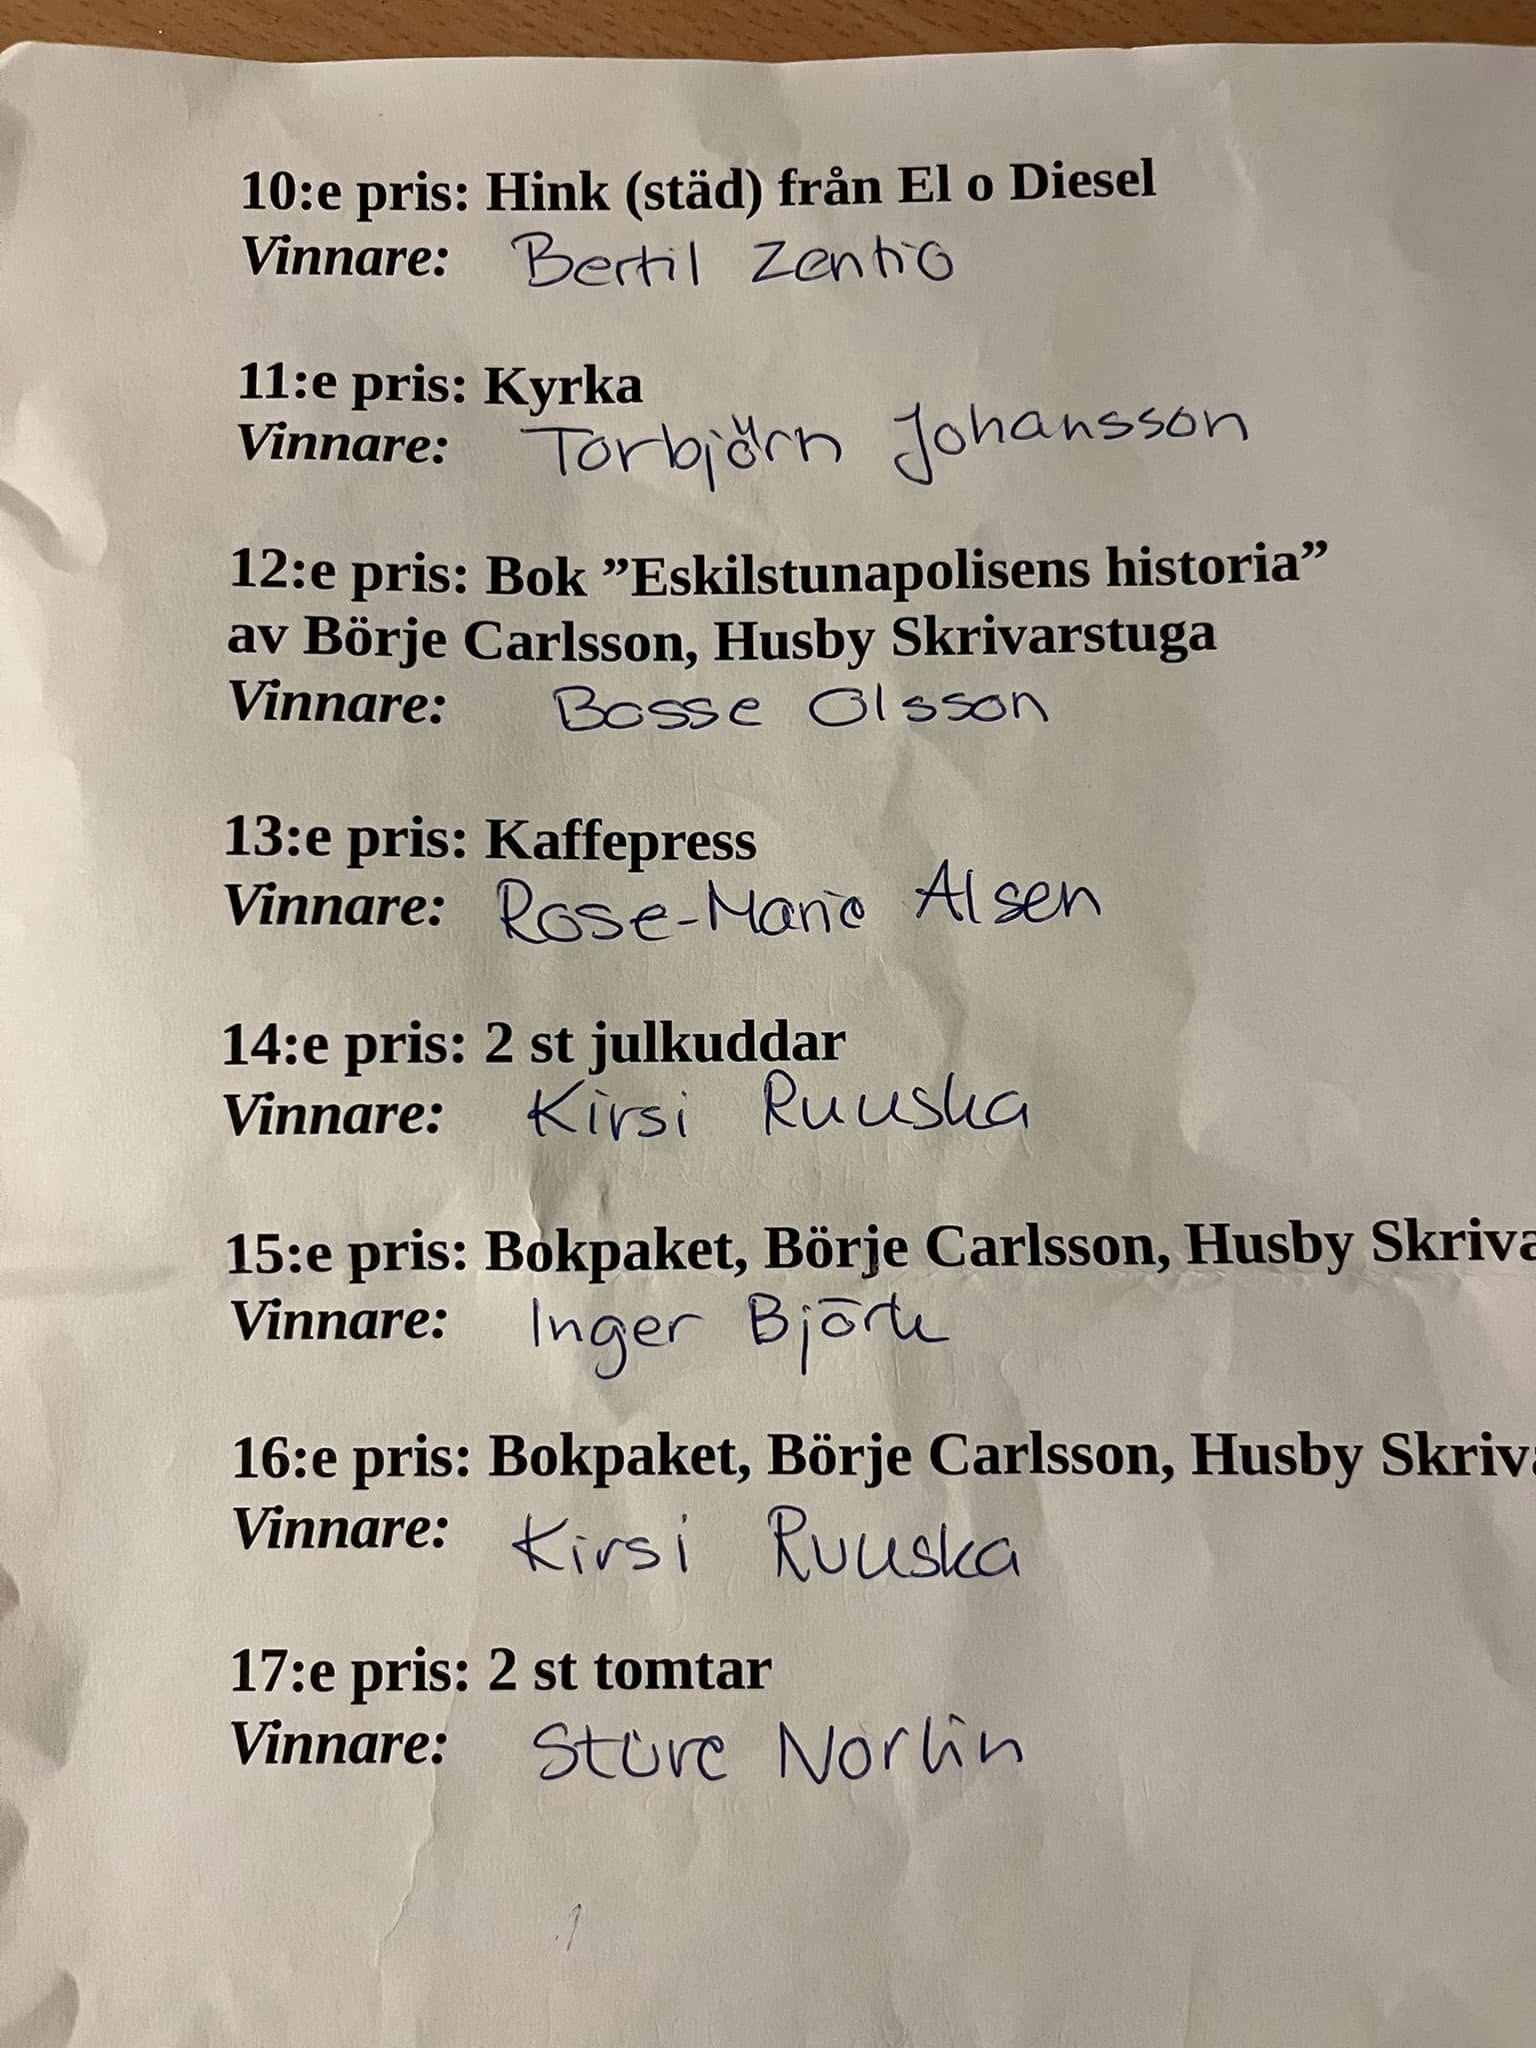 10:e pris: Hink (städ) från El o Diesel
Vinnare: Bertil Zentio
11:e pris: Kyrka
Vinnare: Torbjörn Johansson
12:e pris: Bok ”Eskilstunapolisens historia”
av Börje Carlsson, Husby Skrivarstuga
Vinnare: Bosse Olsson
13:e pris: Kaffepress
Vinnare: Rose-Marie Alsen
14:e pris: 2 st julkuddar
Vinnare: Kirsi Ruuska
15:e pris: Bokpaket, Börje Carlsson, Husby Skriva
Vinnare: Inger Björk
16:e pris: Bokpaket, Börje Carlsson, Husby Skriva
Vinnare: Kirsi Ruuska
17:e pris: 2 st tomtar
Vinnare: Sture Norlin